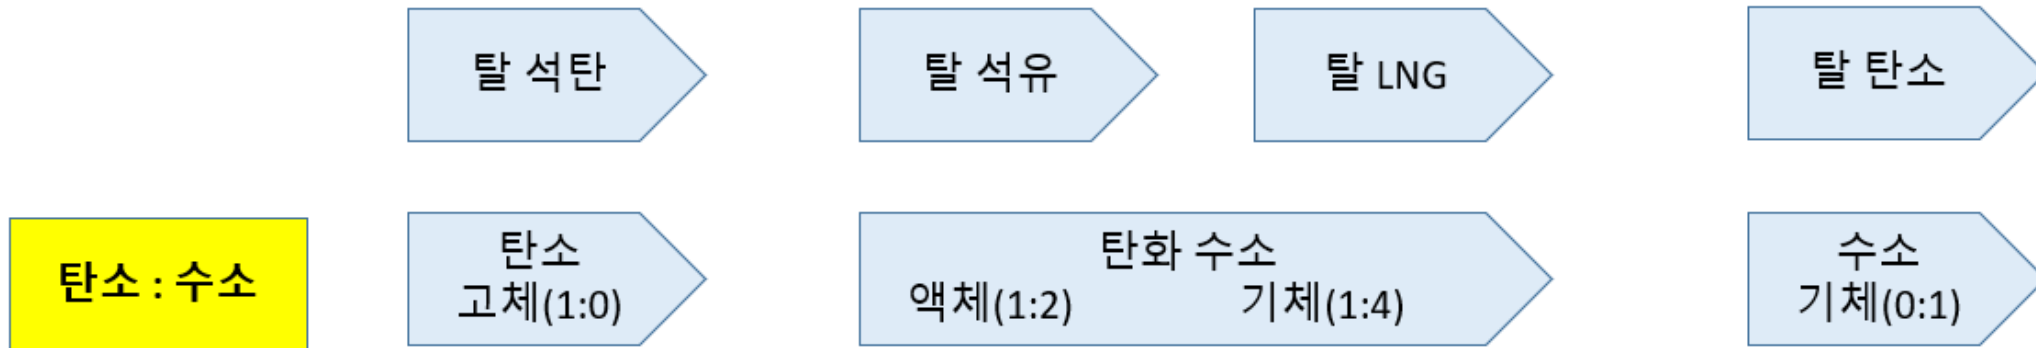 탈 석탄
탈 석유
탈 LNG
탈 탄소
탄소 : 수소
탄소
고체(1:0)
탄화 수소
액체(1:2) 기체(1:4)
수소
기체(0:1)